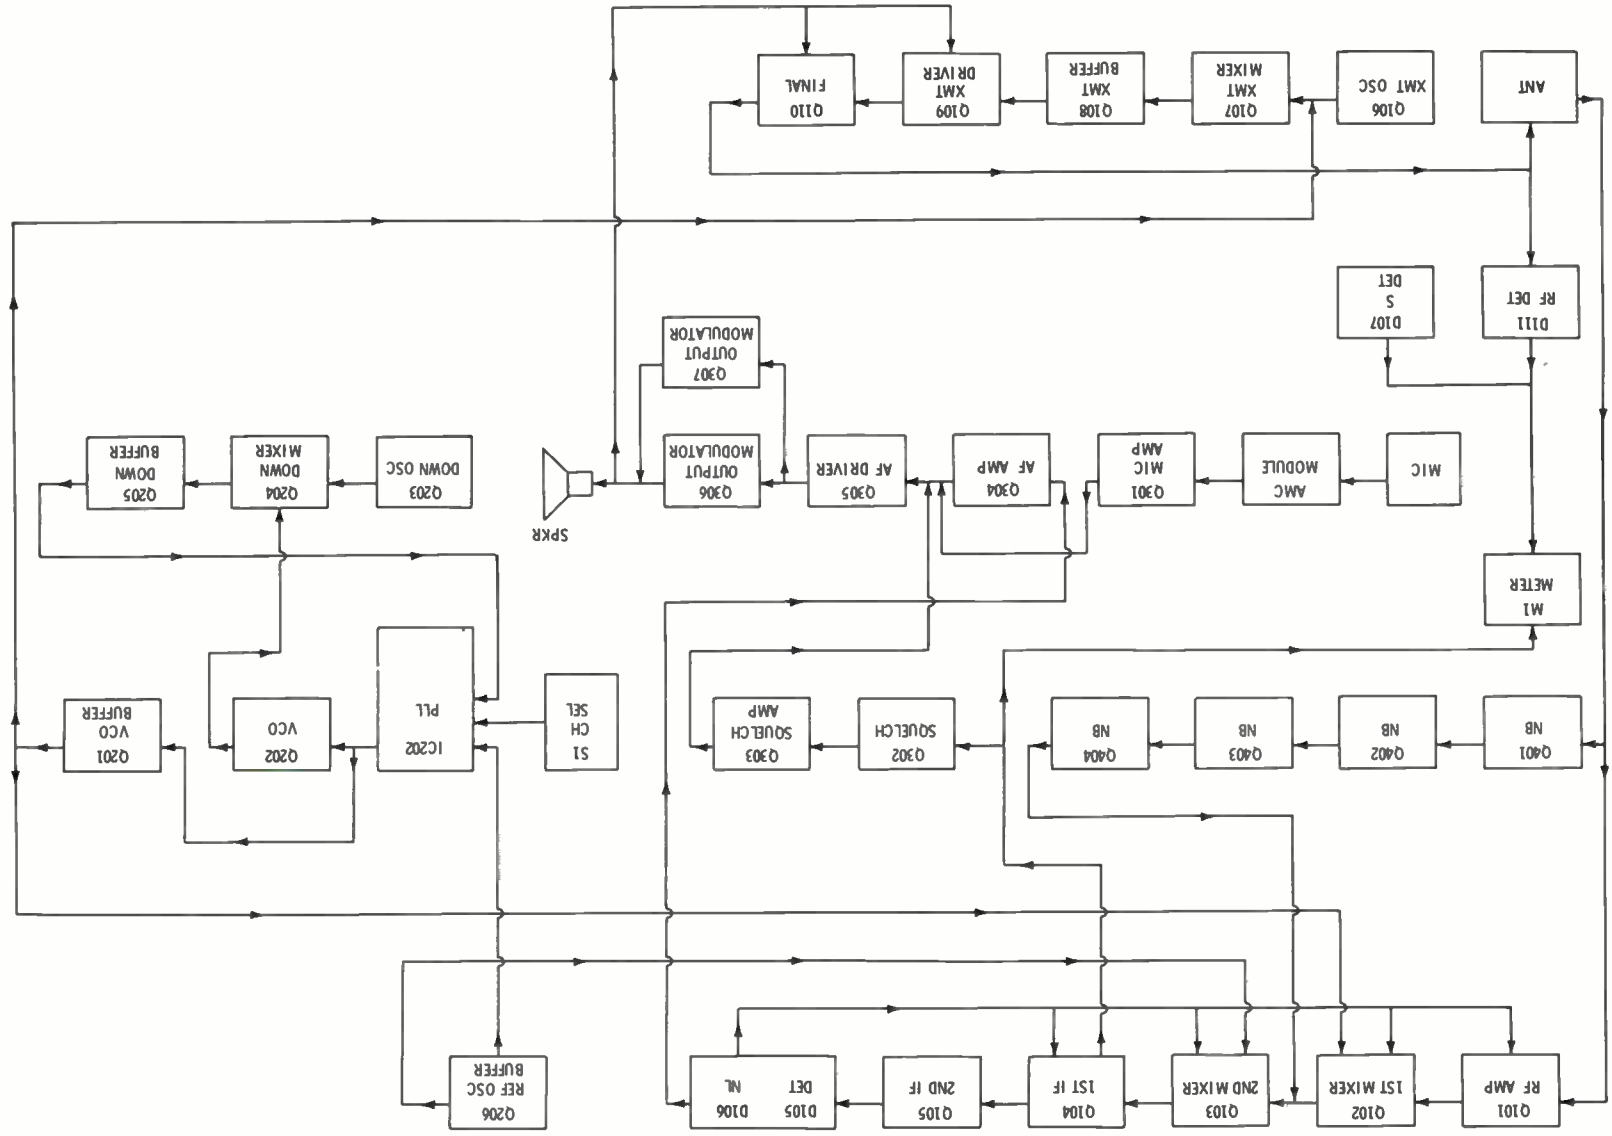 Q101
RF AMP
Q102
1ST MIXER
Q103
2ND MIXER
Q104
1ST IF
Q105
2ND IF
D105 D106
DET NL
Q206
REF OSC
BUFFER
Q401
NB
Q402
NB
Q403
NB
Q404
NB
Q302
SQUELCH
Q303
SQUELCH
AMP
S1
CH
SEL
IC202
PLL
Q202
VCO
Q201
VCO
BUFFER
M1
METER
MIC
AMC
MODULE
Q301
MIC
AMP
Q304
AF AMP
Q305
AF DRIVER
Q306
OUTPUT
MODULATOR
SPKR
Q203
DOWN OSC
Q204
DOWN
MIXER
Q205
DOWN
BUFFER
Q307
OUTPUT
MODULATOR
D111
RF DET
D107
S
DET
ANT
Q106
XMT OSC
Q107
XMT
MIXER
Q108
XMT
BUFFER
Q109
XMT
DRIVER
Q110
FINAL